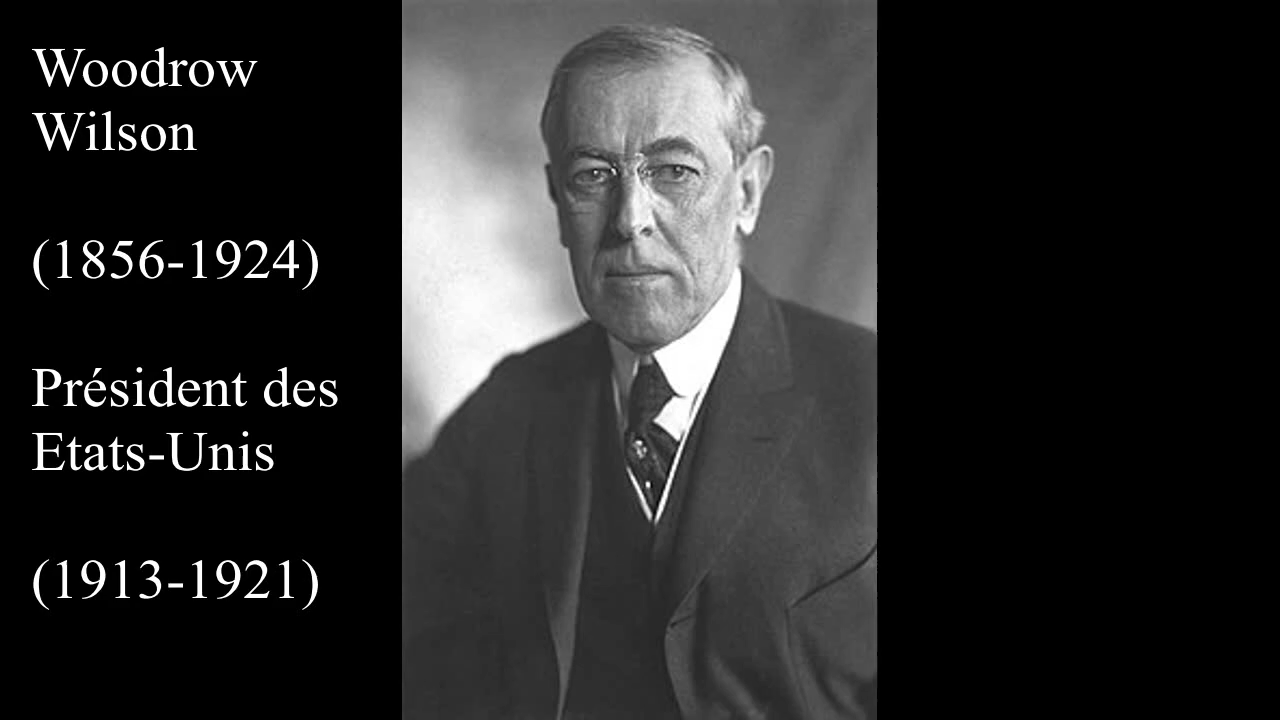 Woodrow
Wilson
(1856-1924)
Président des
Etats-Unis
(1913-1921)